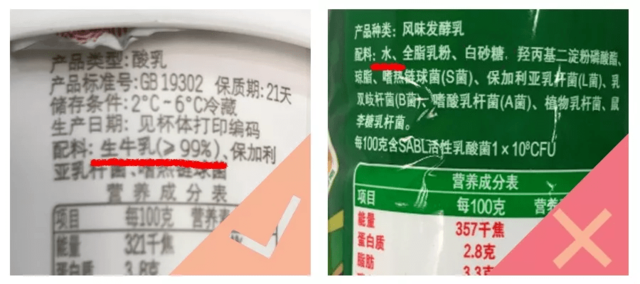 产品类型：酸乳
产品标准号：GB 19302 保质期：21天
储存条件：2°C-6°C冷藏
生产日期：见杯体打印编码
配料：生牛乳(≥99%)、保加利
亚乳杆菌、嗜热链球菌
营养成分表
项目 每100克 营养
能量 321千焦
蛋白质 3.8克
产品种类：风味发酵乳
配料：水、全脂乳粉、白砂糖、羟丙基二淀粉磷酸酯、
琼脂、嗜热链球菌(S菌)、保加利亚乳杆菌(L菌)、乳
双岐杆菌(B菌)、嗜酸乳杆菌(A菌)、植物乳杆菌、鼠
李糖乳杆菌。
每100克含SABL活性乳酸菌1×10⁸CFU
营养成分表
项目 每100克 营养
能量 357千焦
蛋白质 2.8克
脂肪 3.3克